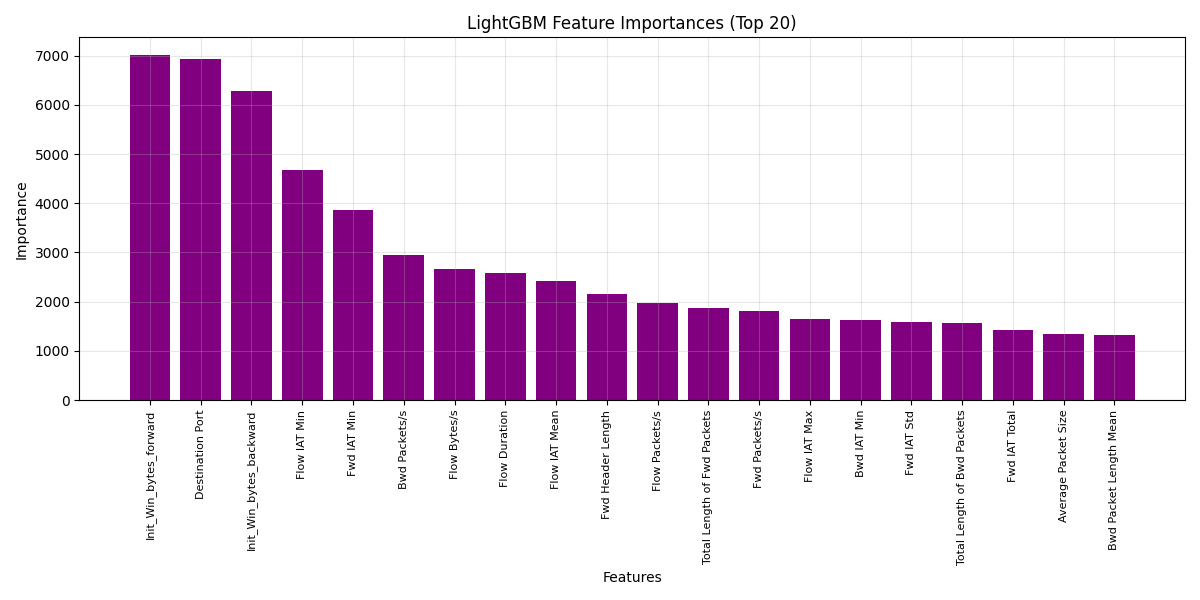 LightGBM Feature Importances (Top 20)
Importance
7000
6000
5000
4000
3000
2000
1000
0
Init_Win_bytes_forward
Destination Port
Init_Win_bytes_backward
Flow IAT Min
Fwd IAT Min
Bwd Packets/s
Flow Bytes/s
Flow Duration
Flow IAT Mean
Fwd Header Length
Flow Packets/s
Total Length of Fwd Packets
Fwd Packets/s
Flow IAT Max
Bwd IAT Min
Fwd IAT Std
Total Length of Bwd Packets
Fwd IAT Total
Average Packet Size
Bwd Packet Length Mean
Features